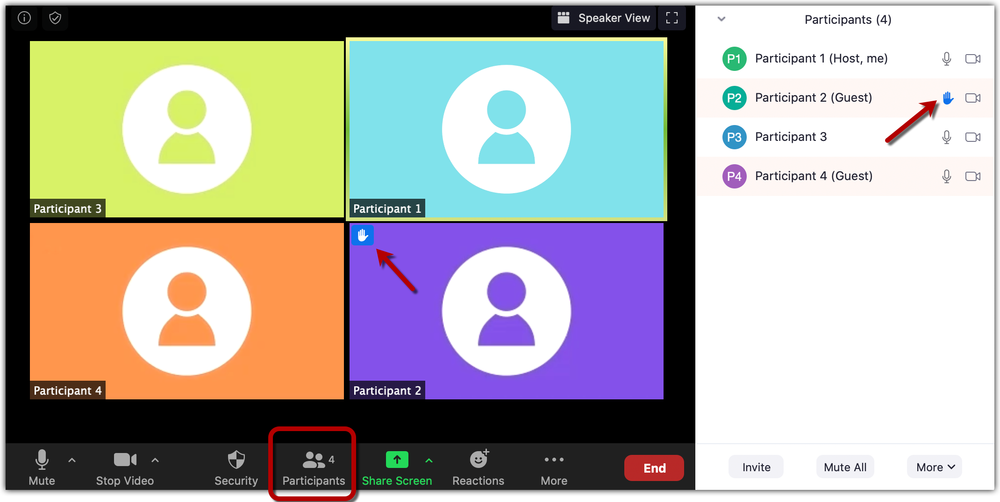 Speaker View
Participant 3
Participant 1
Participant 4
Participant 2
Mute
Stop Video
Security
4
Participants
Share Screen
Reactions
More
End
Participants (4)
P1 Participant 1 (Host, me)
P2 Participant 2 (Guest)
P3 Participant 3
P4 Participant 4 (Guest)
Invite
Mute All
More